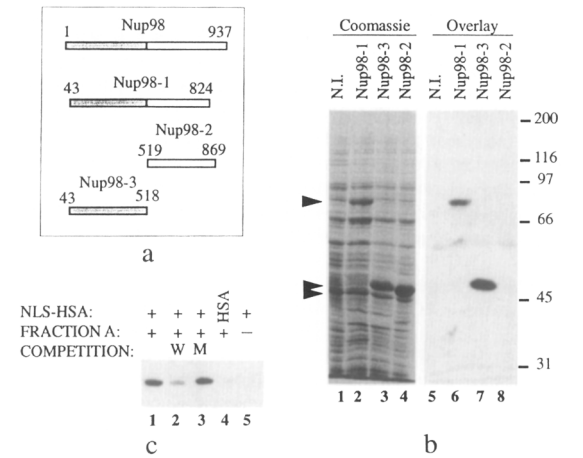 Nup98
1 937
Nup98-1
43 824
Nup98-2
519 869
Nup98-3
43 518
a
Coomassie Overlay
N.I. Nup98-1 Nup98-3 Nup98-2 N.I. Nup98-1 Nup98-3 Nup98-2
200
116
97
66
45
31
1 2 3 4 5 6 7 8
b
NLS-HSA: + + + HSA +
FRACTION A: + + + + −
COMPETITION: W M
1 2 3 4 5
c